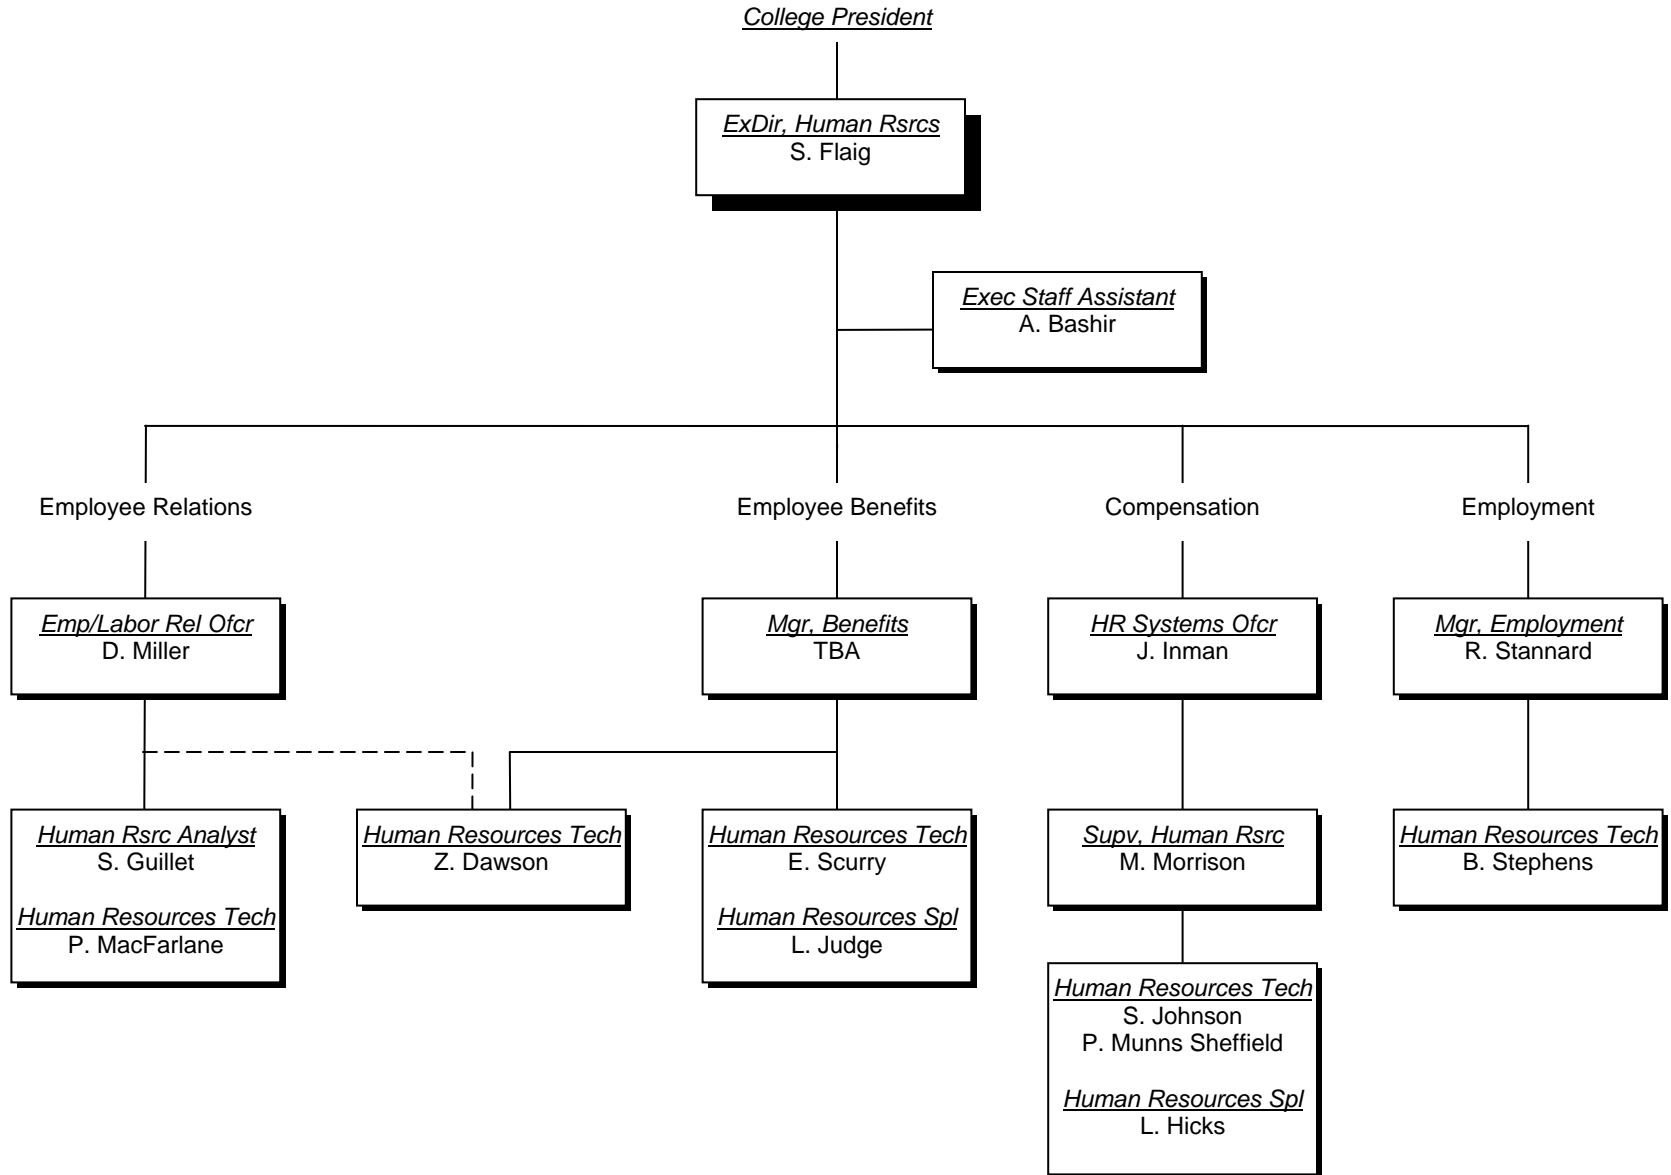 College President
ExDir, Human Rsrcs
S. Flaig
Exec Staff Assistant
A. Bashir
Employee Relations
Employee Benefits
Compensation
Employment
Emp/Labor Rel Ofcr
D. Miller
Mgr, Benefits
TBA
HR Systems Ofcr
J. Inman
Mgr, Employment
R. Stannard
Human Rsrc Analyst
S. Guillet
Human Resources Tech
P. MacFarlane
Human Resources Tech
Z. Dawson
Human Resources Tech
E. Scurry
Human Resources Spl
L. Judge
Supv, Human Rsrc
M. Morrison
Human Resources Tech
B. Stephens
Human Resources Tech
S. Johnson
P. Munns Sheffield
Human Resources Spl
L. Hicks